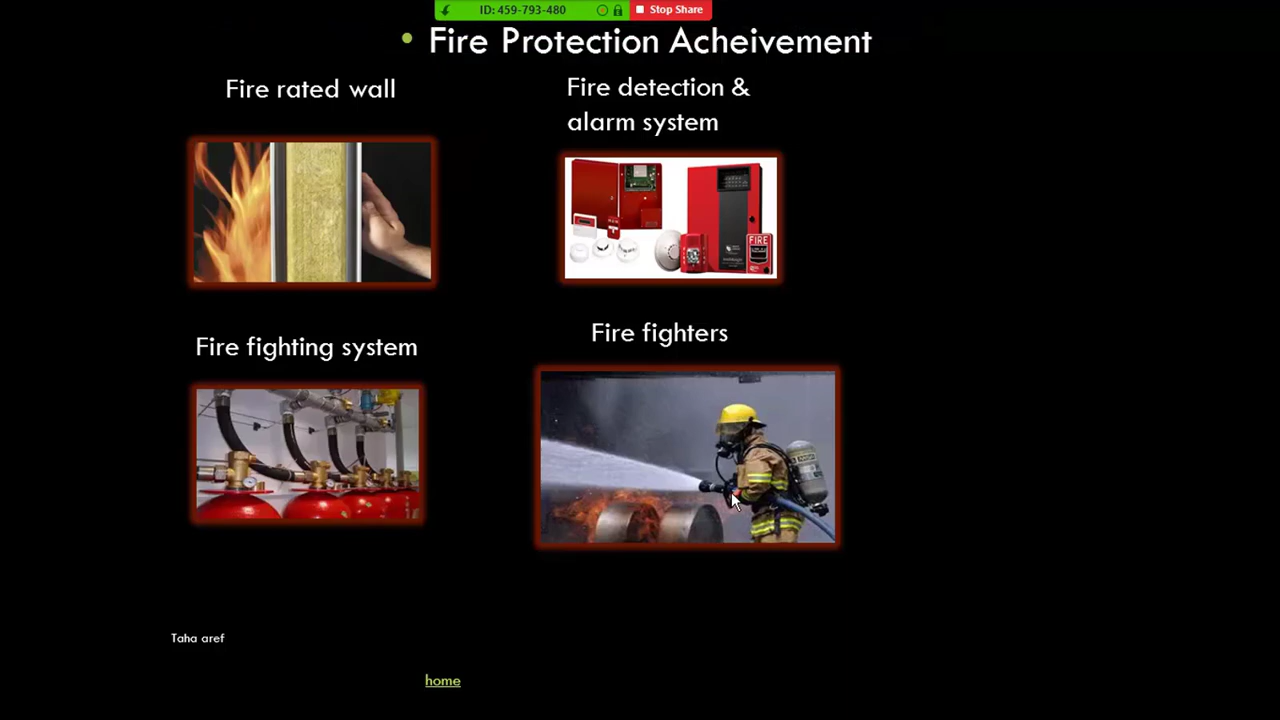 ID: 459-793-480
Stop Share
• Fire Protection Acheivement
Fire rated wall
Fire detection &
alarm system
FIRE
Fire fighting system
Fire fighters
Taha aref
home